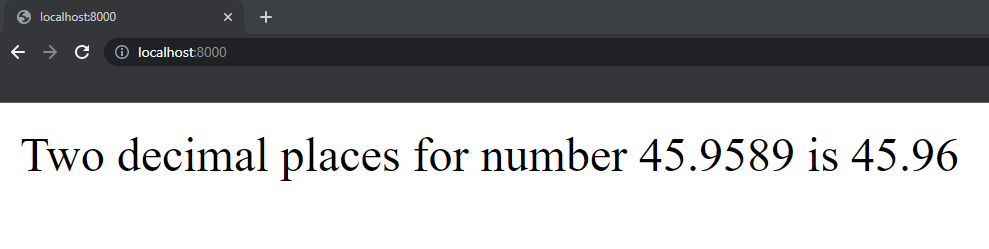 localhost:8000
localhost:8000
Two decimal places for number 45.9589 is 45.96